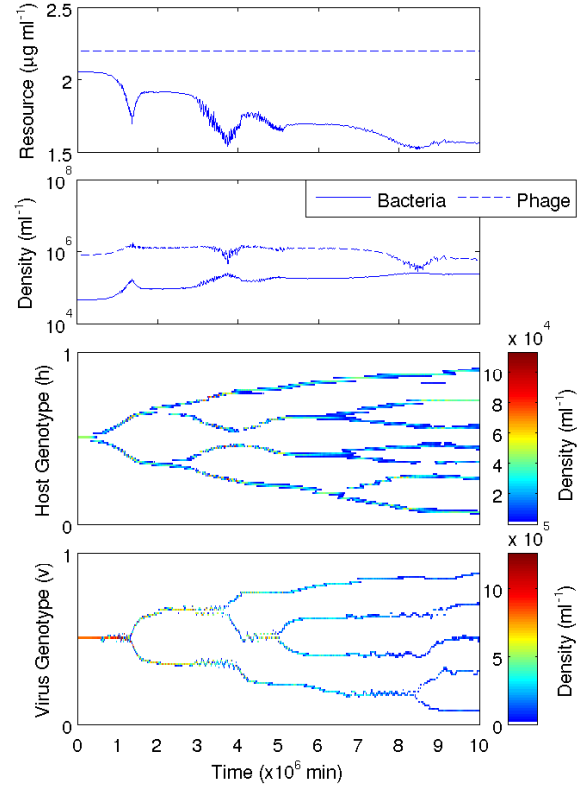 2.5
2
1.5
Resource (µg ml⁻¹)
10⁸
10⁶
10⁴
Density (ml⁻¹)
Bacteria
Phage
1
0
Host Genotype (h)
x 10⁴
10
8
6
4
2
Density (ml⁻¹)
1
0
Virus Genotype (v)
x 10⁵
10
5
0
Density (ml⁻¹)
0 1 2 3 4 5 6 7 8 9 10
Time (x10⁶ min)